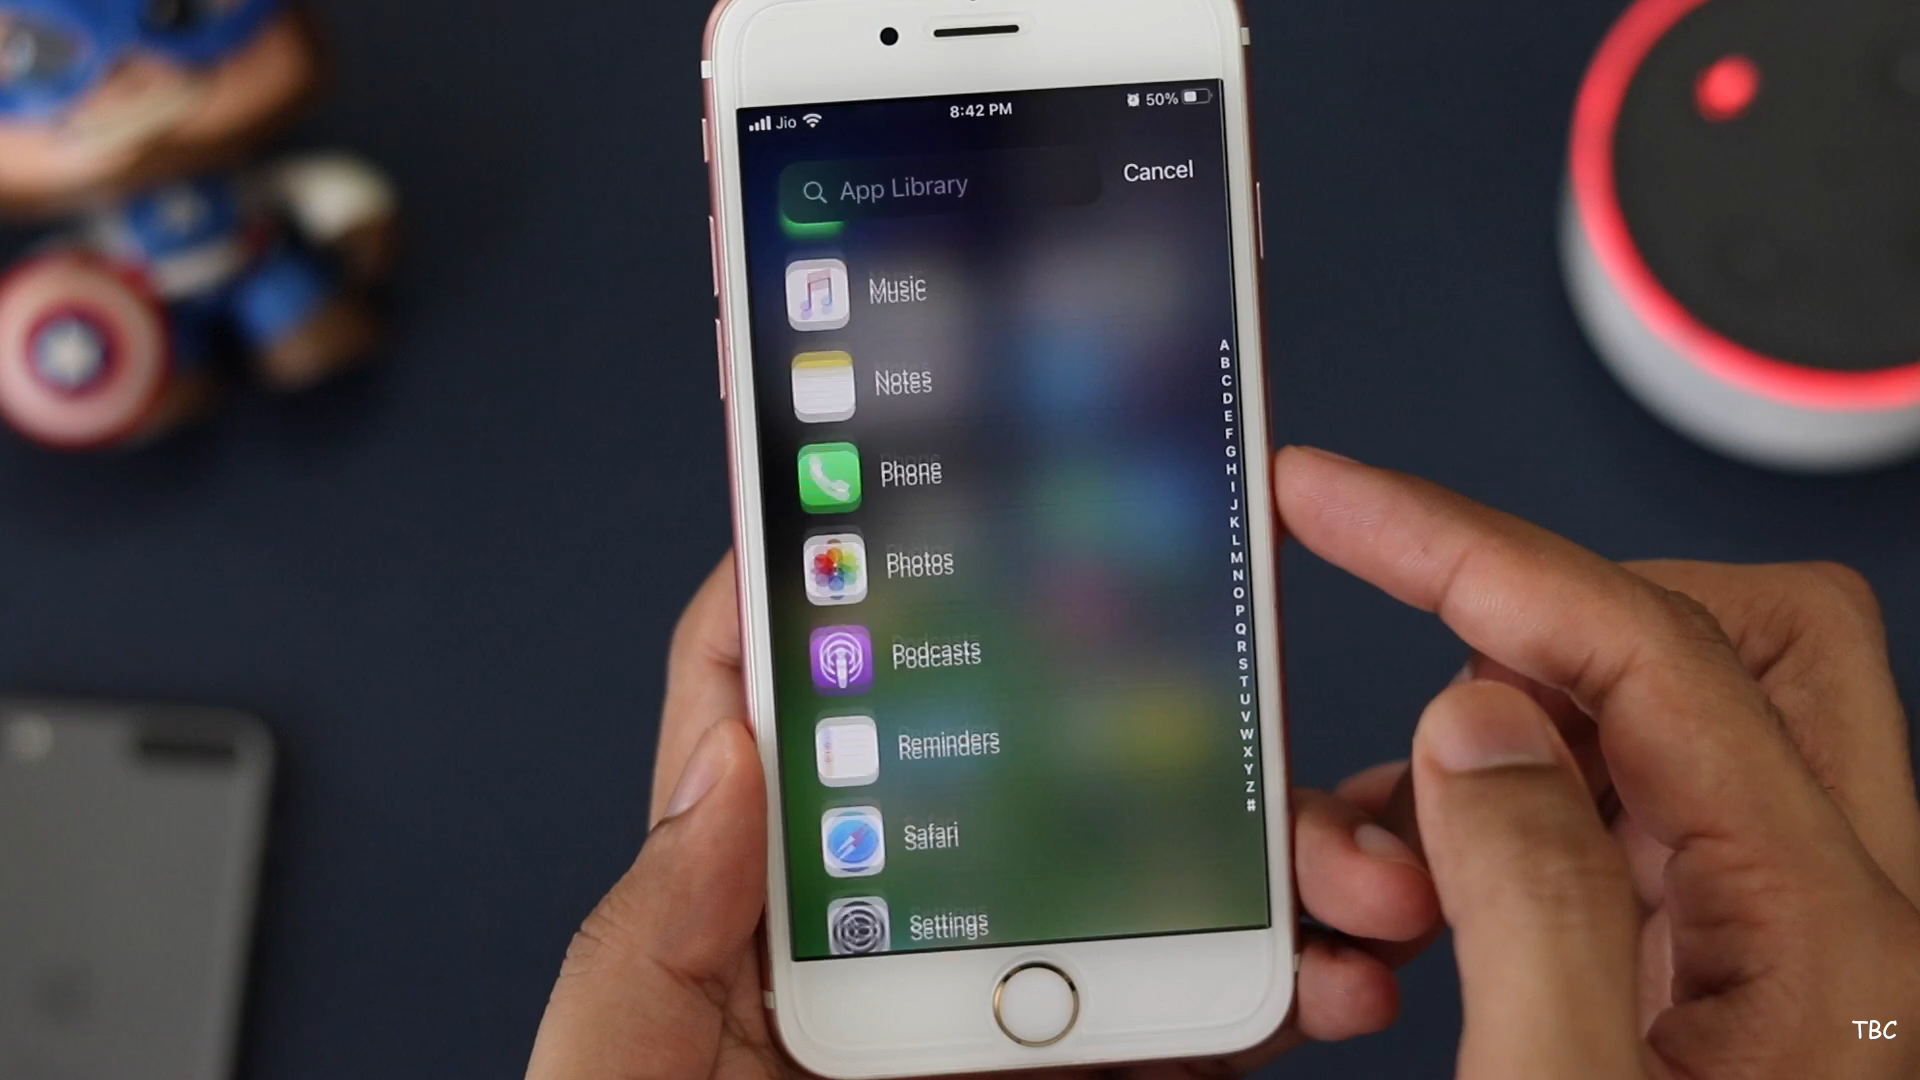 Jio
8:42 PM
50%
App Library
Cancel
Music
Notes
Phone
Photos
Podcasts
Reminders
Safari
Settings
A
B
C
D
E
F
G
H
I
J
K
L
M
N
O
P
Q
R
S
T
U
V
W
X
Y
Z
#
TBC